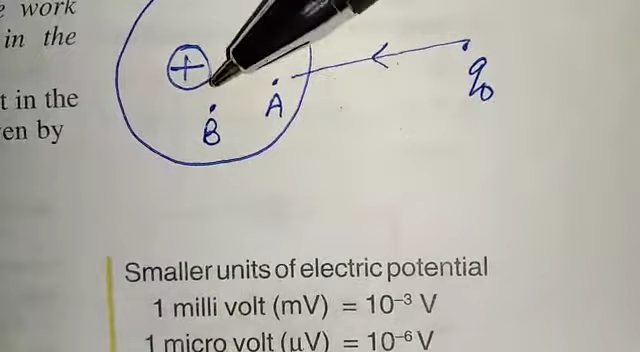 work
in the
t in the
en by
+
A
B
q₀
Smaller units of electric potential
1 milli volt (mV) = 10⁻³ V
1 micro volt (μV) = 10⁻⁶ V